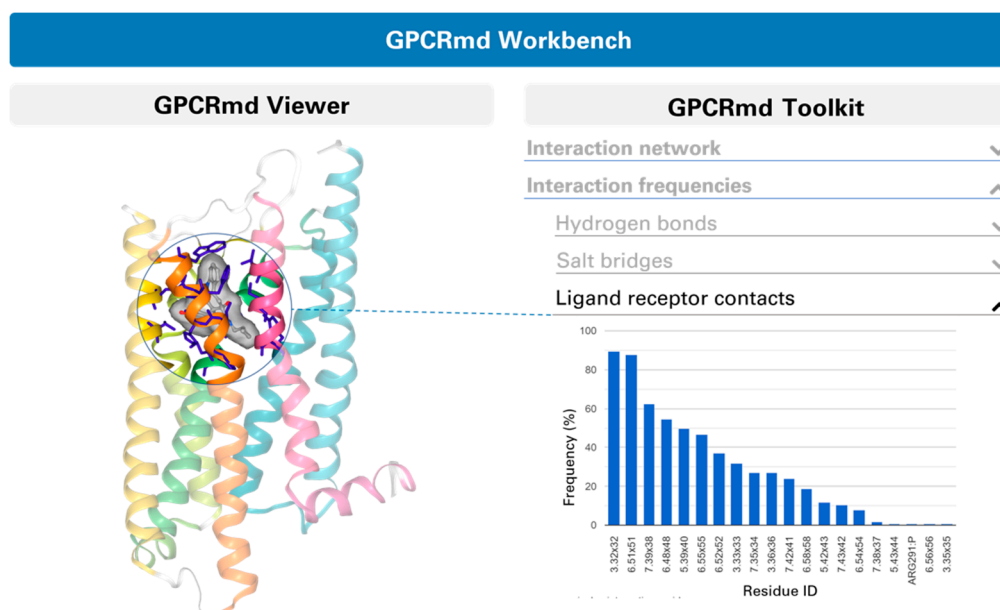 GPCRmd Workbench
GPCRmd Viewer
GPCRmd Toolkit
Interaction network
Interaction frequencies
Hydrogen bonds
Salt bridges
Ligand receptor contacts
100
80
60
40
20
0
Frequency (%)
3.32x32
6.51x51
7.39x38
6.48x48
5.39x40
6.55x55
6.52x52
3.33x33
7.35x34
3.36x36
7.42x41
6.58x58
5.42x43
7.43x42
6.54x54
7.38x37
5.43x44
ARG291:P
6.56x56
3.35x35
Residue ID